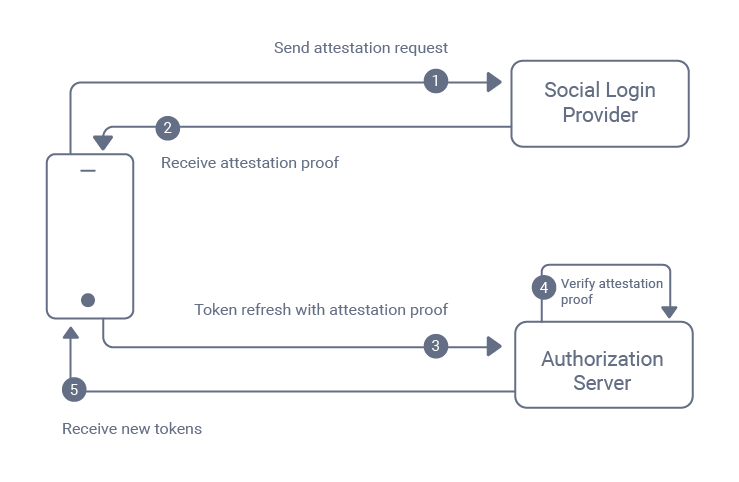 Send attestation request
1
Social Login
Provider
2
Receive attestation proof
4
Verify attestation
proof
Token refresh with attestation proof
3
Authorization
Server
5
Receive new tokens